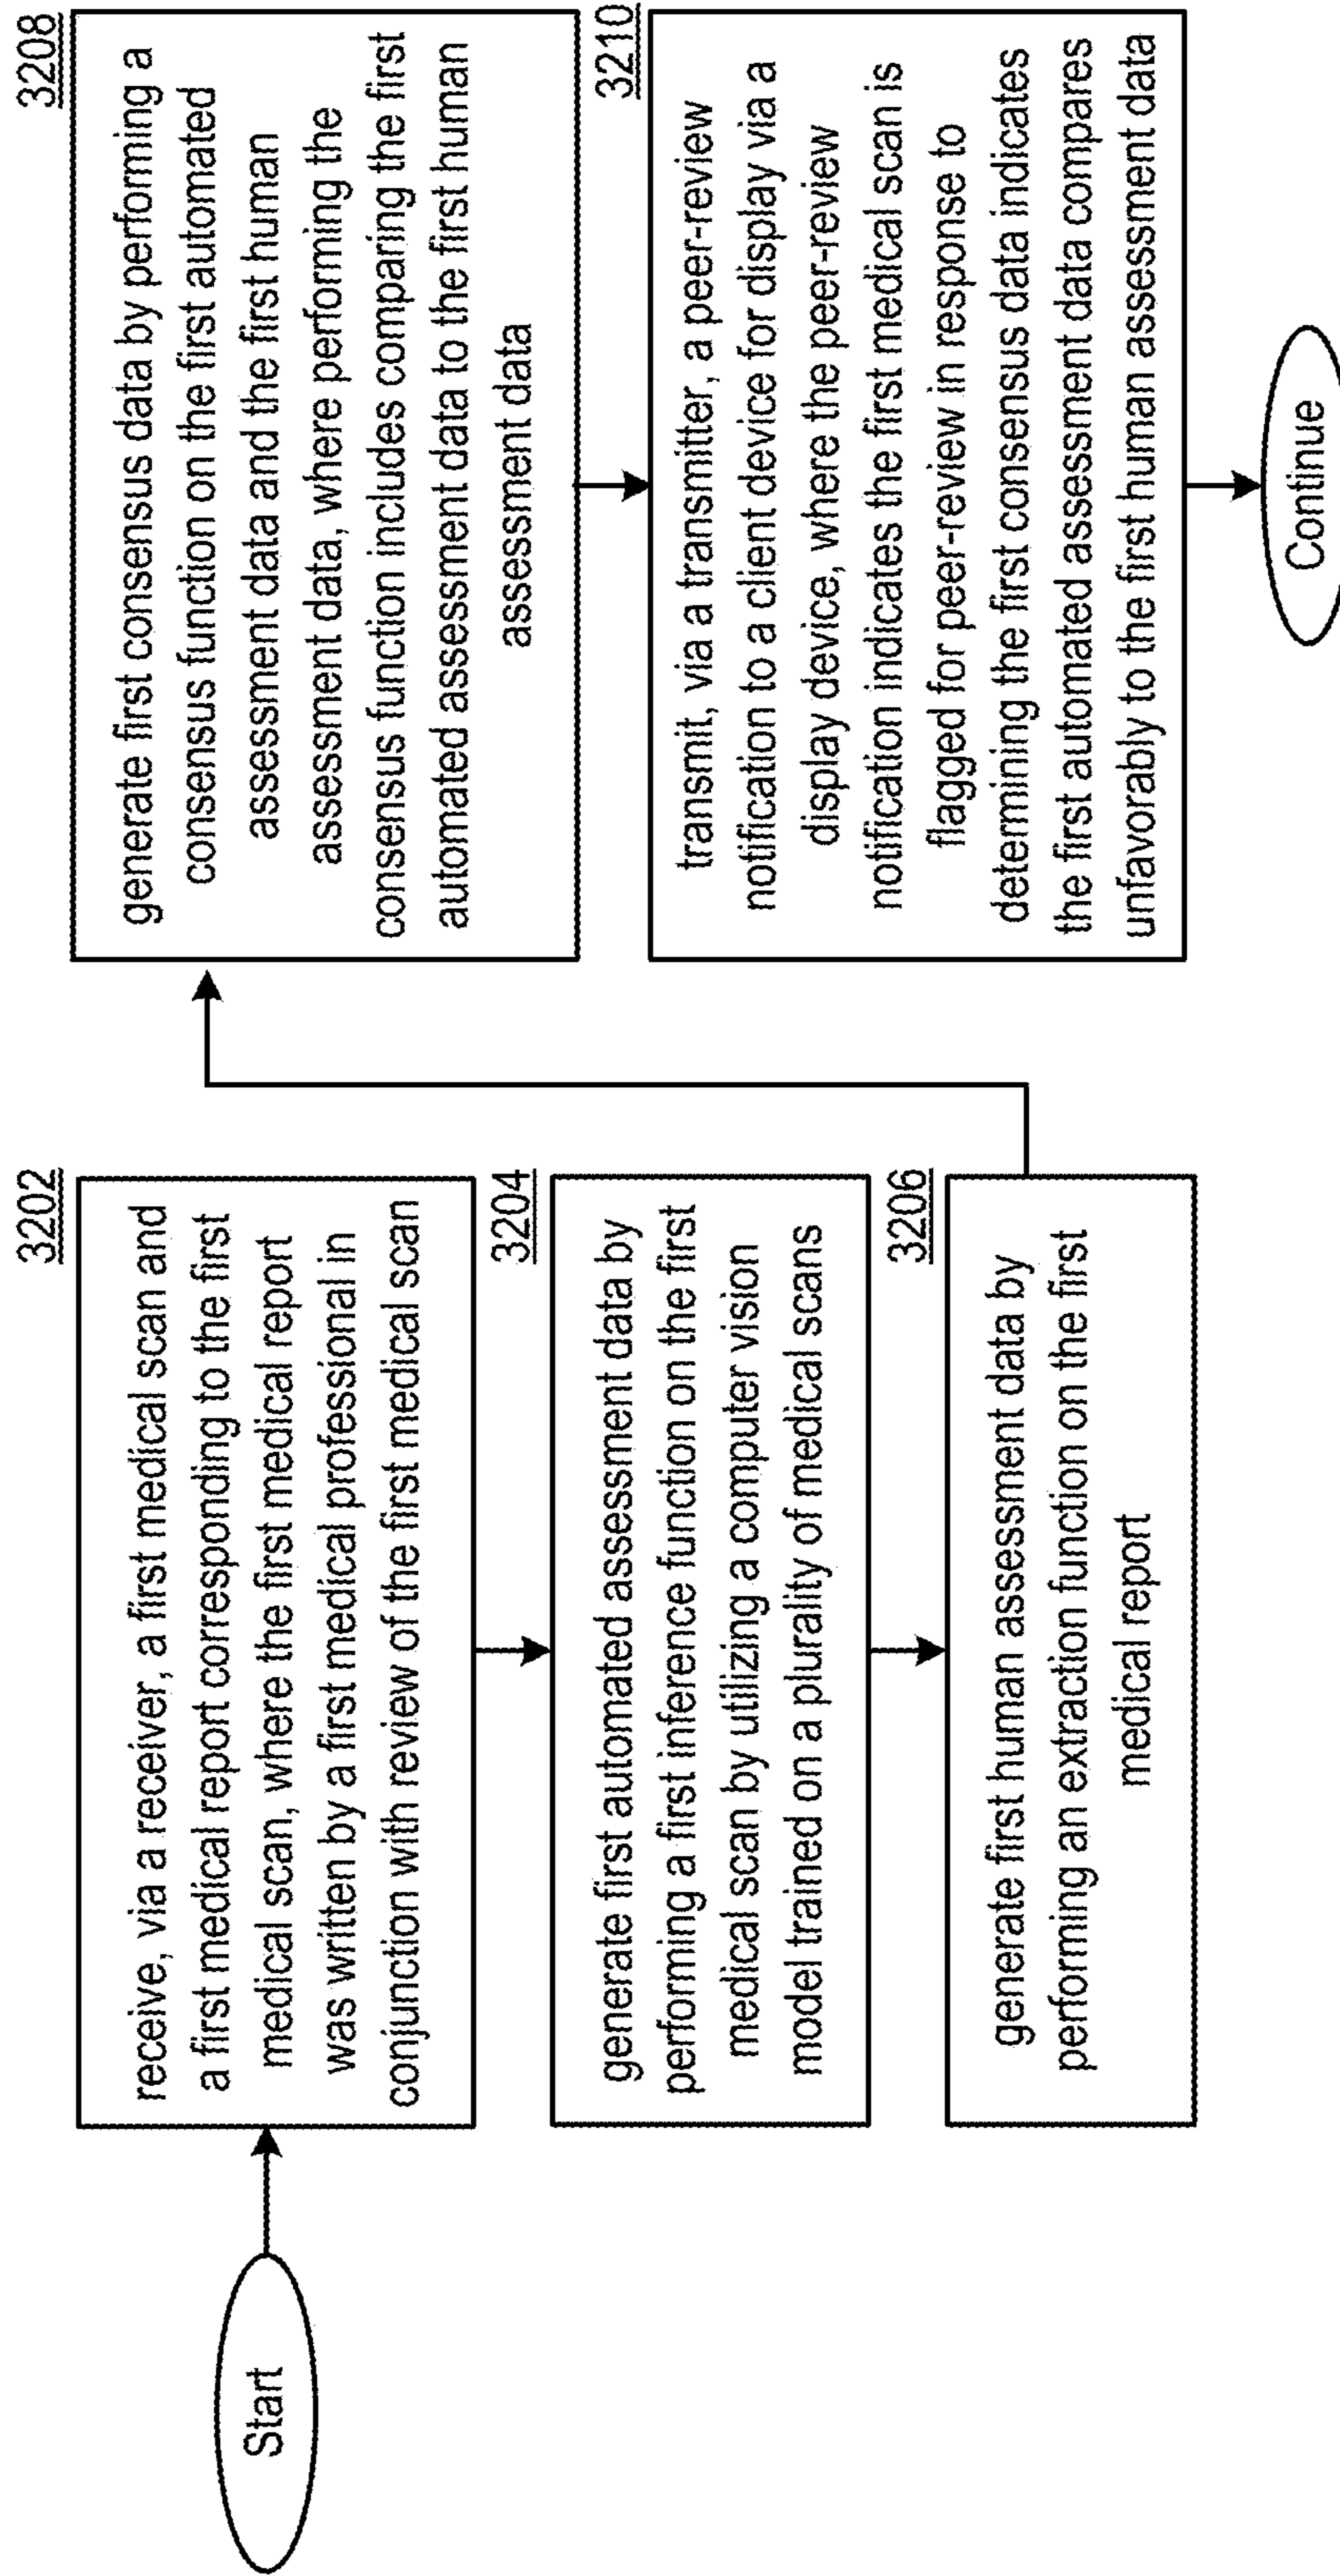 Start
3202
receive, via a receiver, a first medical scan and
a first medical report corresponding to the first
medical scan, where the first medical report
was written by a first medical professional in
conjunction with review of the first medical scan
3204
generate first automated assessment data by
performing a first inference function on the first
medical scan by utilizing a computer vision
model trained on a plurality of medical scans
3206
generate first human assessment data by
performing an extraction function on the first
medical report
3208
generate first consensus data by performing a
consensus function on the first automated
assessment data and the first human
assessment data, where performing the
consensus function includes comparing the first
automated assessment data to the first human
assessment data
3210
transmit, via a transmitter, a peer-review
notification to a client device for display via a
display device, where the peer-review
notification indicates the first medical scan is
flagged for peer-review in response to
determining the first consensus data indicates
the first automated assessment data compares
unfavorably to the first human assessment data
Continue